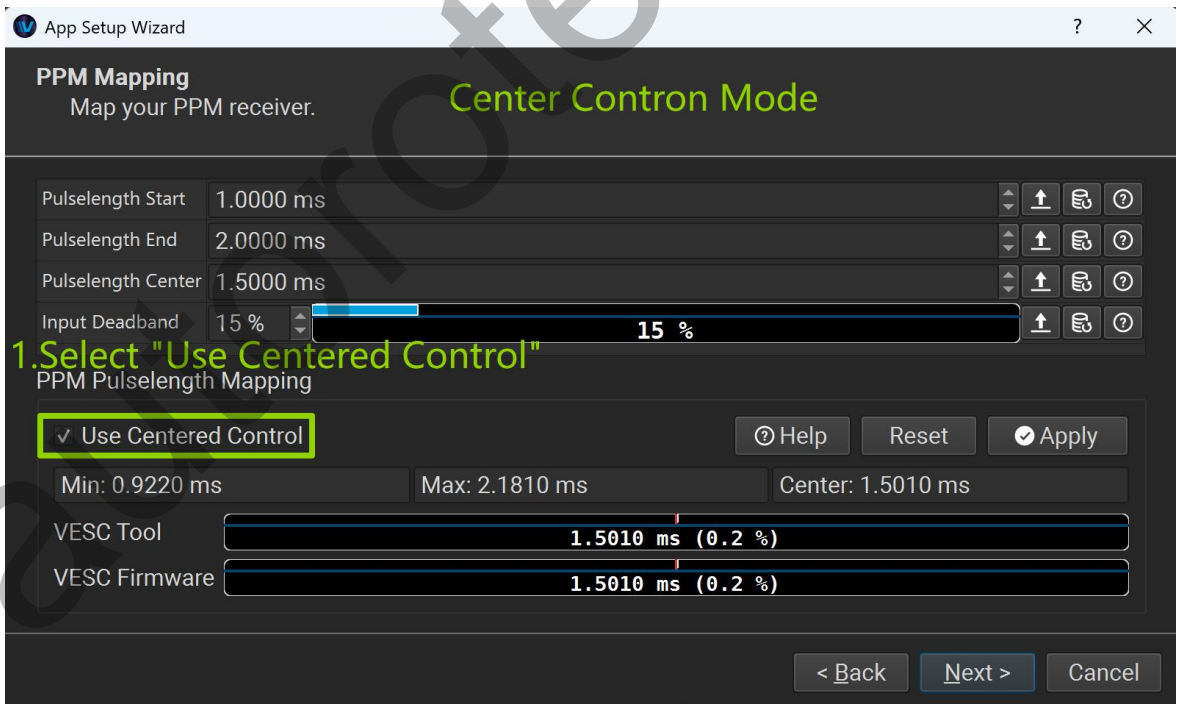 App Setup Wizard
?
PPM Mapping
Map your PPM receiver.
Center Contron Mode
Pulselength Start 1.0000 ms
Pulselength End 2.0000 ms
Pulselength Center 1.5000 ms
Input Deadband 15 % 15 %
1.Select "Use Centered Control"
PPM Pulselength Mapping
Use Centered Control Help Reset Apply
Min: 0.9220 ms Max: 2.1810 ms Center: 1.5010 ms
VESC Tool 1.5010 ms (0.2 %)
VESC Firmware 1.5010 ms (0.2 %)
< Back Next > Cancel